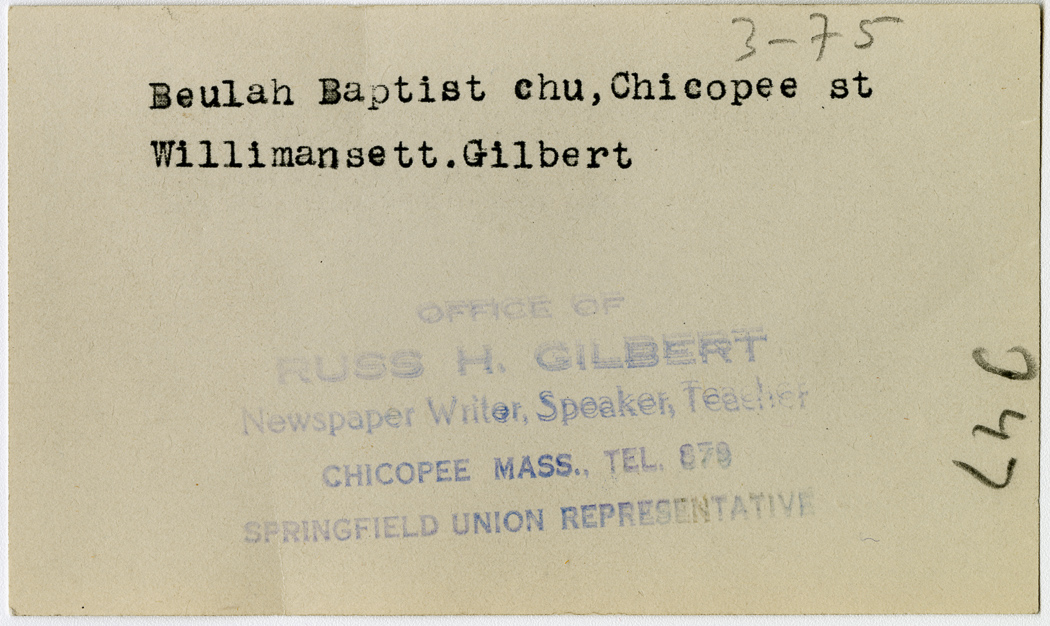 3-75
Beulah Baptist chu,Chicopee st
Willimansett.Gilbert
OFFICE OF
RUSS H. GILBERT
Newspaper Writer, Speaker, Teacher
CHICOPEE MASS., TEL. 879
SPRINGFIELD UNION REPRESENTATIVE